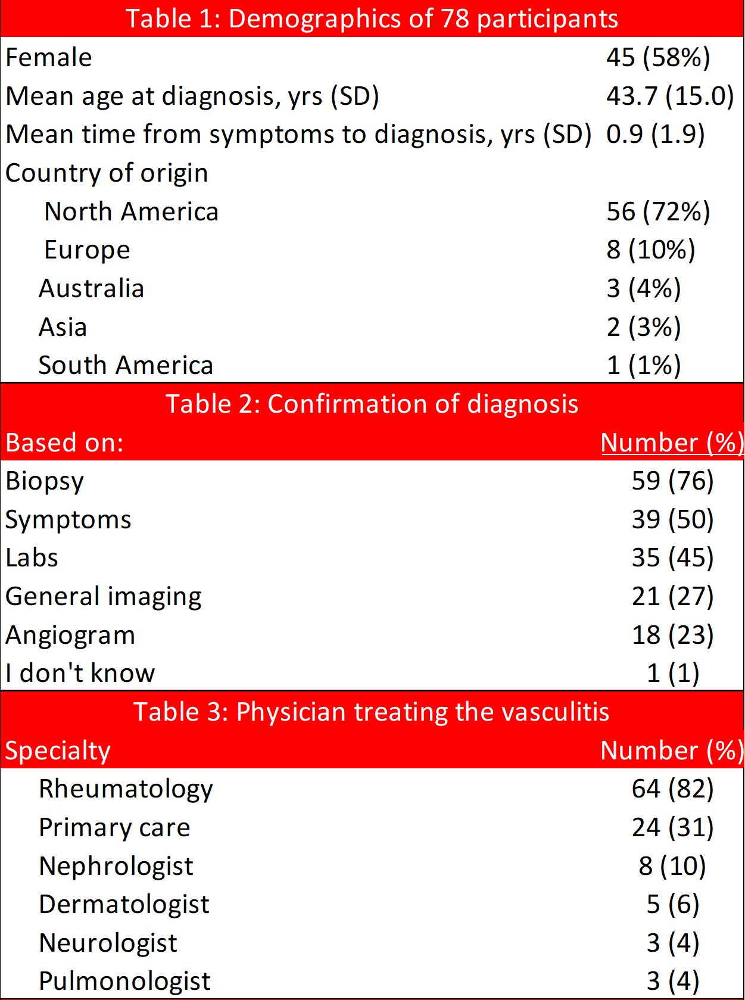 Table 1: Demographics of 78 participants
Female 45 (58%)
Mean age at diagnosis, yrs (SD) 43.7 (15.0)
Mean time from symptoms to diagnosis, yrs (SD) 0.9 (1.9)
Country of origin
North America 56 (72%)
Europe 8 (10%)
Australia 3 (4%)
Asia 2 (3%)
South America 1 (1%)
Table 2: Confirmation of diagnosis
Based on: Number (%)
Biopsy 59 (76)
Symptoms 39 (50)
Labs 35 (45)
General imaging 21 (27)
Angiogram 18 (23)
I don't know 1 (1)
Table 3: Physician treating the vasculitis
Specialty Number (%)
Rheumatology 64 (82)
Primary care 24 (31)
Nephrologist 8 (10)
Dermatologist 5 (6)
Neurologist 3 (4)
Pulmonologist 3 (4)